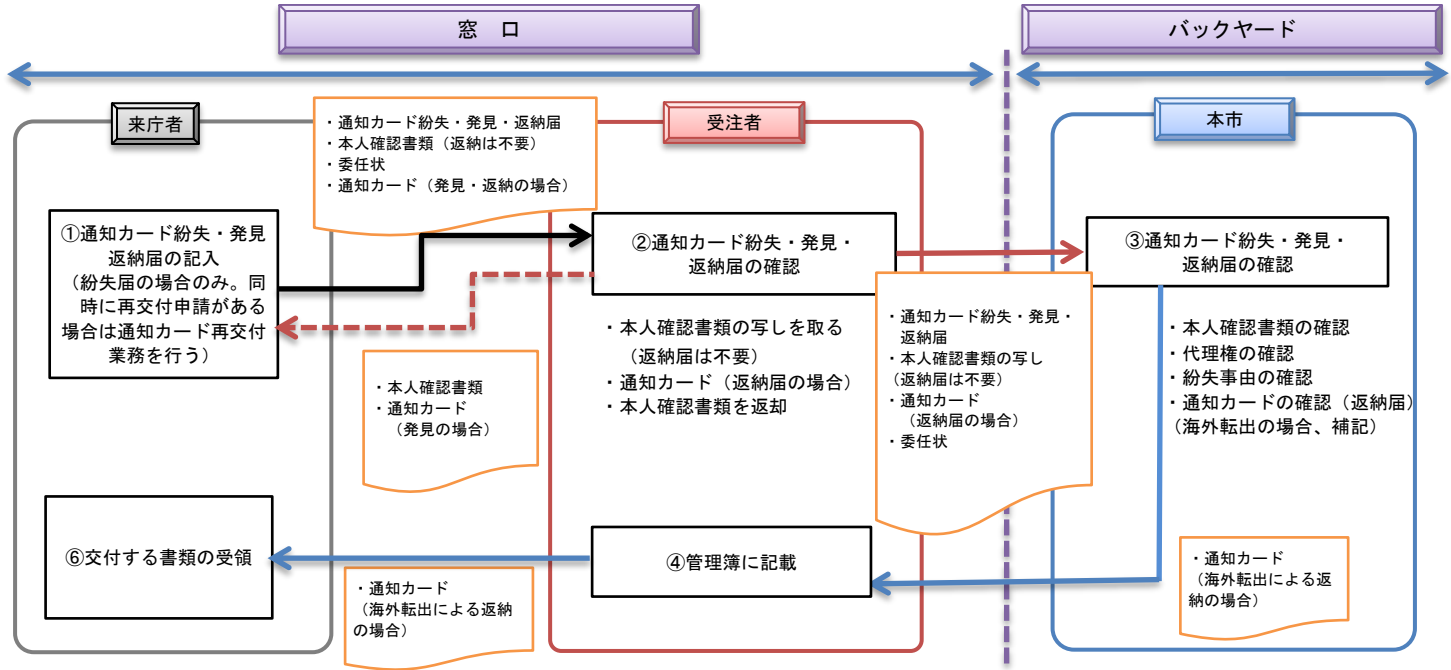 窓　口
バックヤード
来庁者
・通知カード紛失・発見・返納届
・本人確認書類（返納は不要）
・委任状
・通知カード（発見・返納の場合）
受注者
本市
①通知カード紛失・発見
返納届の記入
（紛失届の場合のみ。同
時に再交付申請がある
場合は通知カード再交付
業務を行う）
②通知カード紛失・発見・
返納届の確認
③通知カード紛失・発見・
返納届の確認
・本人確認書類
・通知カード
（発見の場合）
・本人確認書類の写しを取る
（返納届は不要）
・通知カード（返納届の場合）
・本人確認書類を返却
・通知カード紛失・発見・
返納届
・本人確認書類の写し
（返納届は不要）
・通知カード
（返納届の場合）
・委任状
・本人確認書類の確認
・代理権の確認
・紛失事由の確認
・通知カードの確認（返納届）
（海外転出の場合、補記）
⑥交付する書類の受領
・通知カード
（海外転出による返納
の場合）
④管理簿に記載
・通知カード
（海外転出による返
納の場合）